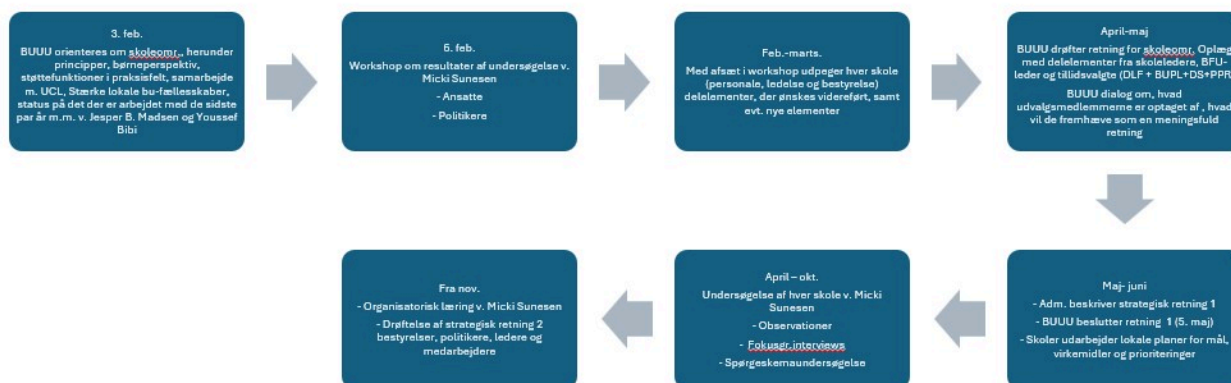 3. feb.
BUUU orienteres om skoleomr., herunder
principper, børneperspektiv,
støttefunktioner i praksisfelt, samarbejde
m. UCL, Stærke lokale bu-fællesskaber,
status på det der er arbejdet med de sidste
par år m.m. v. Jesper B. Madsen og Youssef
Bibi
6. feb.
Workshop om resultater af undersøgelse v.
Micki Sunesen
- Ansatte
- Politikere
Feb.-marts.
Med afsæt i workshop udpeger hver skole
(personale, ledelse og bestyrelse)
delelementer, der ønskes videreført, samt
evt. nye elementer
April-maj
BUUU drøfter retning for skoleomr. Oplæg
med delelementer fra skoleledere, BFU-
leder og tillidsvalgte (DLF + BUPL+DS+PPR)
BUUU dialog om, hvad
udvalgsmedlemmerne er optaget af , hvad
vil de fremhæve som en meningsfuld
retning
Maj- juni
- Adm. beskriver strategisk retning 1
- BUUU beslutter retning 1 (5. maj)
- Skoler udarbejder lokale planer for mål,
virkemidler og prioriteringer
April – okt.
Undersøgelse af hver skole v. Micki
Sunesen
- Observationer
- Fokusgr.interviews
- Spørgeskemaundersøgelse
Fra nov.
- Organisatorisk læring v. Micki Sunesen
- Drøftelse af strategisk retning 2
bestyrelser, politikere, ledere og
medarbejdere